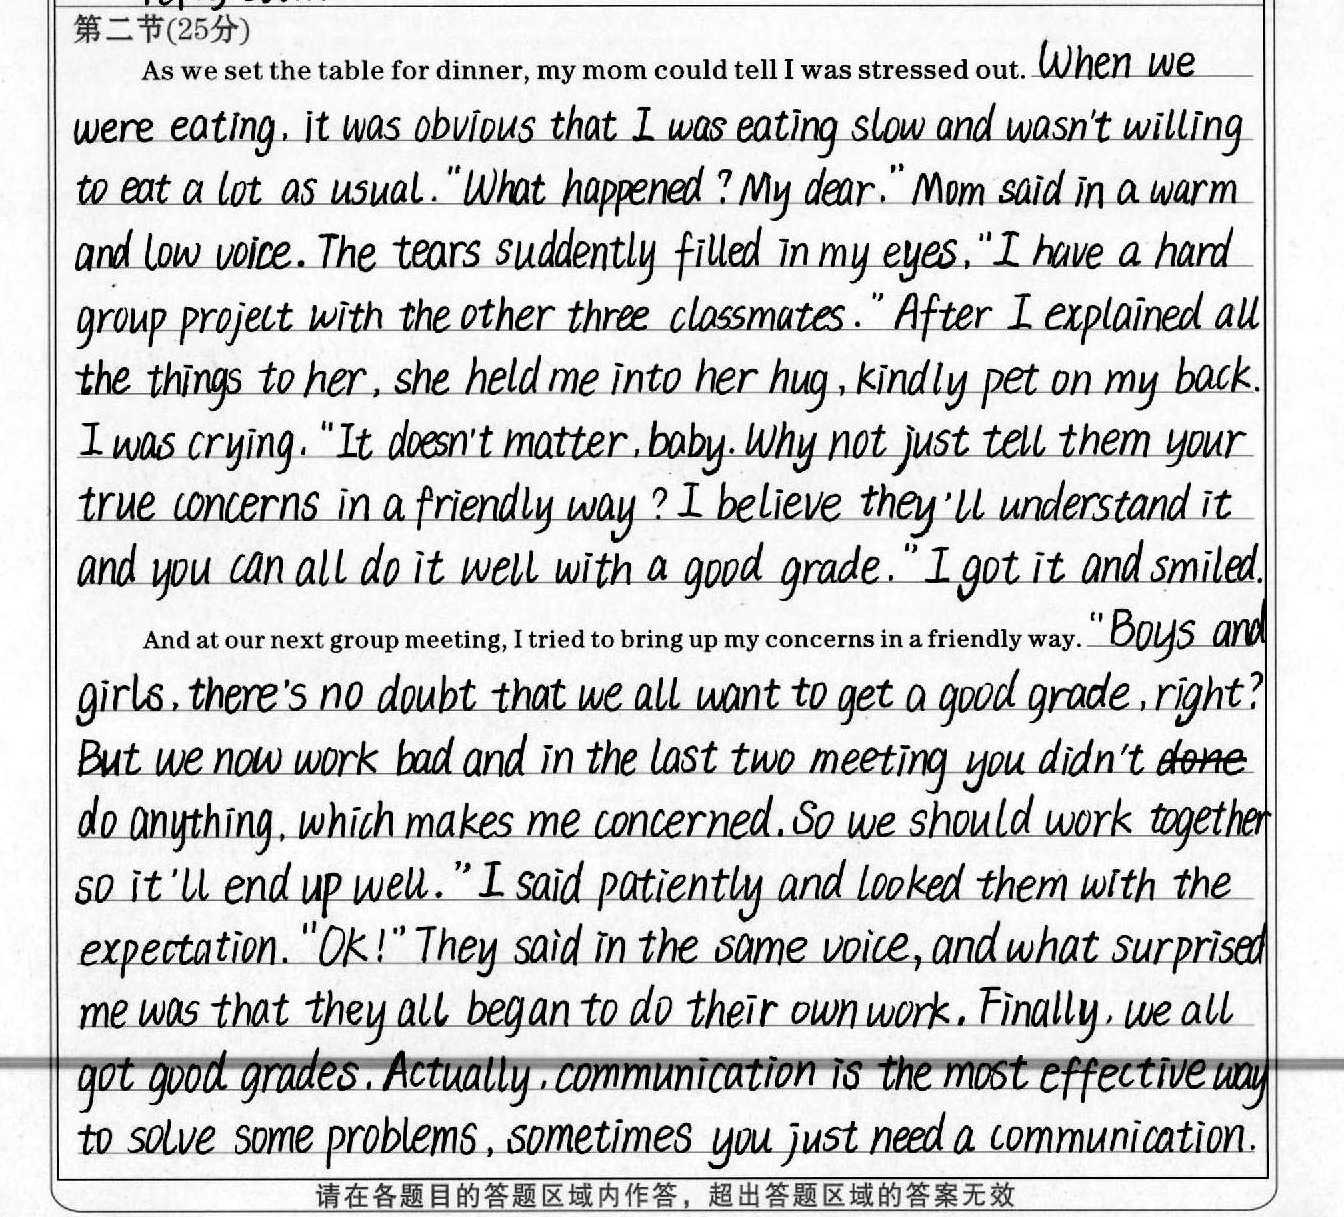 第二节(25分)
As we set the table for dinner, my mom could tell I was stressed out. When we
were eating, it was obvious that I was eating slow and wasn't willing
to eat a lot as usual. "What happened? My dear." Mom said in a warm
and low voice. The tears suddently filled in my eyes, "I have a hard
group project with the other three classmates." After I explained all
the things to her, she held me into her hug, kindly pet on my back.
I was crying. "It doesn't matter, baby. Why not just tell them your
true concerns in a friendly way? I believe they'll understand it
and you can all do it well with a good grade." I got it and smiled.
And at our next group meeting, I tried to bring up my concerns in a friendly way. "Boys and
girls, there's no doubt that we all want to get a good grade, right?
But we now work bad and in the last two meeting you didn't done
do anything, which makes me concerned. So we should work together
so it'll end up well." I said patiently and looked them with the
expectation. "OK!" They said in the same voice, and what surprised
me was that they all began to do their own work. Finally, we all
got good grades. Actually, communication is the most effective way
to solve some problems, sometimes you just need a communication.
请在各题目的答题区域内作答，超出答题区域的答案无效